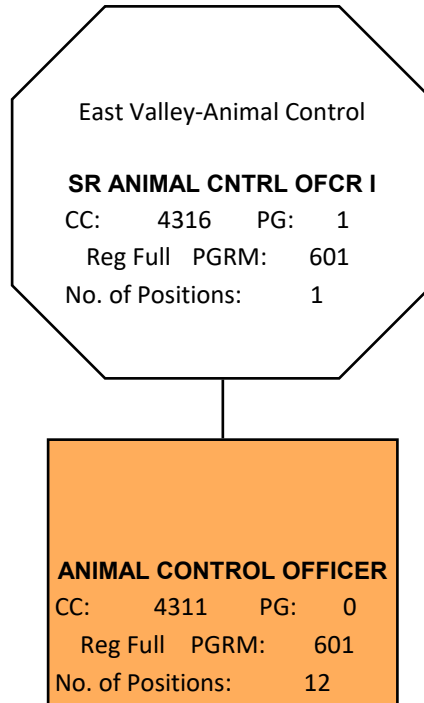 East Valley-Animal Control
SR ANIMAL CNTRL OFCR I
CC: 4316 PG: 1
Reg Full PGRM: 601
No. of Positions: 1
ANIMAL CONTROL OFFICER
CC: 4311 PG: 0
Reg Full PGRM: 601
No. of Positions: 12